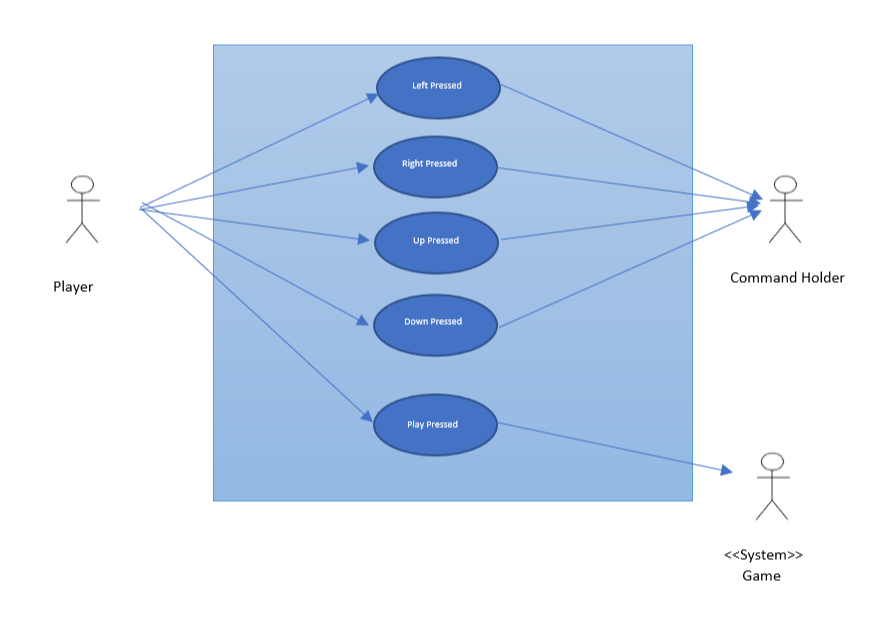 Left Pressed
Right Pressed
Up Pressed
Down Pressed
Play Pressed
Player
Command Holder
<<System>>
Game